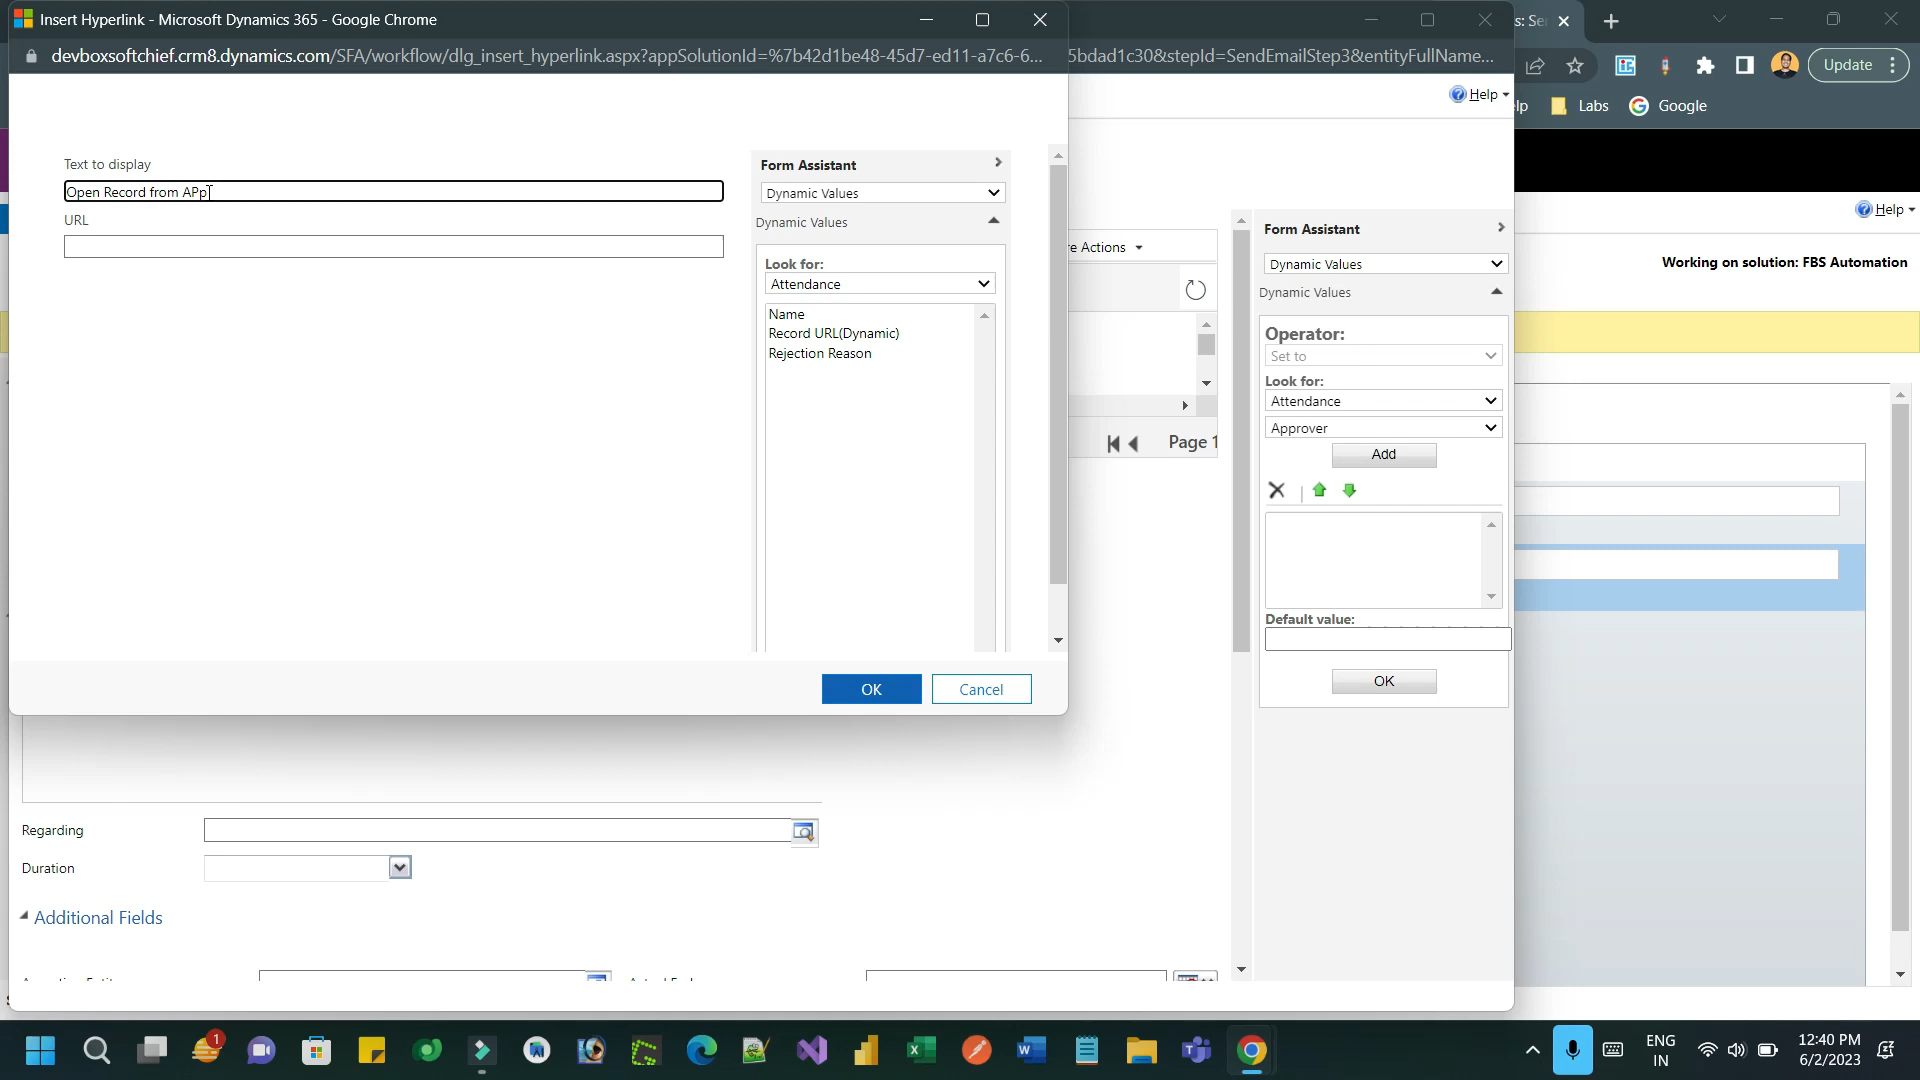 Insert Hyperlink - Microsoft Dynamics 365 - Google Chrome
devboxsoftchief.crm8.dynamics.com/SFA/workflow/dlg_insert_hyperlink.aspx?appSolutionId=%7b42d1be48-45d7-ed11-a7c6-6...
5bdad1c30&stepId=SendEmailStep3&entityFullName...
s: Se
Update
Help
lp
Labs
Google
Text to display
Open Record from APp
URL
Form Assistant
Dynamic Values
Dynamic Values
Look for:
Attendance
Name
Record URL(Dynamic)
Rejection Reason
OK
Cancel
re Actions
Page 1
Form Assistant
Dynamic Values
Dynamic Values
Operator:
Set to
Look for:
Attendance
Approver
Add
Default value:
OK
Help
Working on solution: FBS Automation
Regarding
Duration
Additional Fields
1
ENG
IN
12:40 PM
6/2/2023